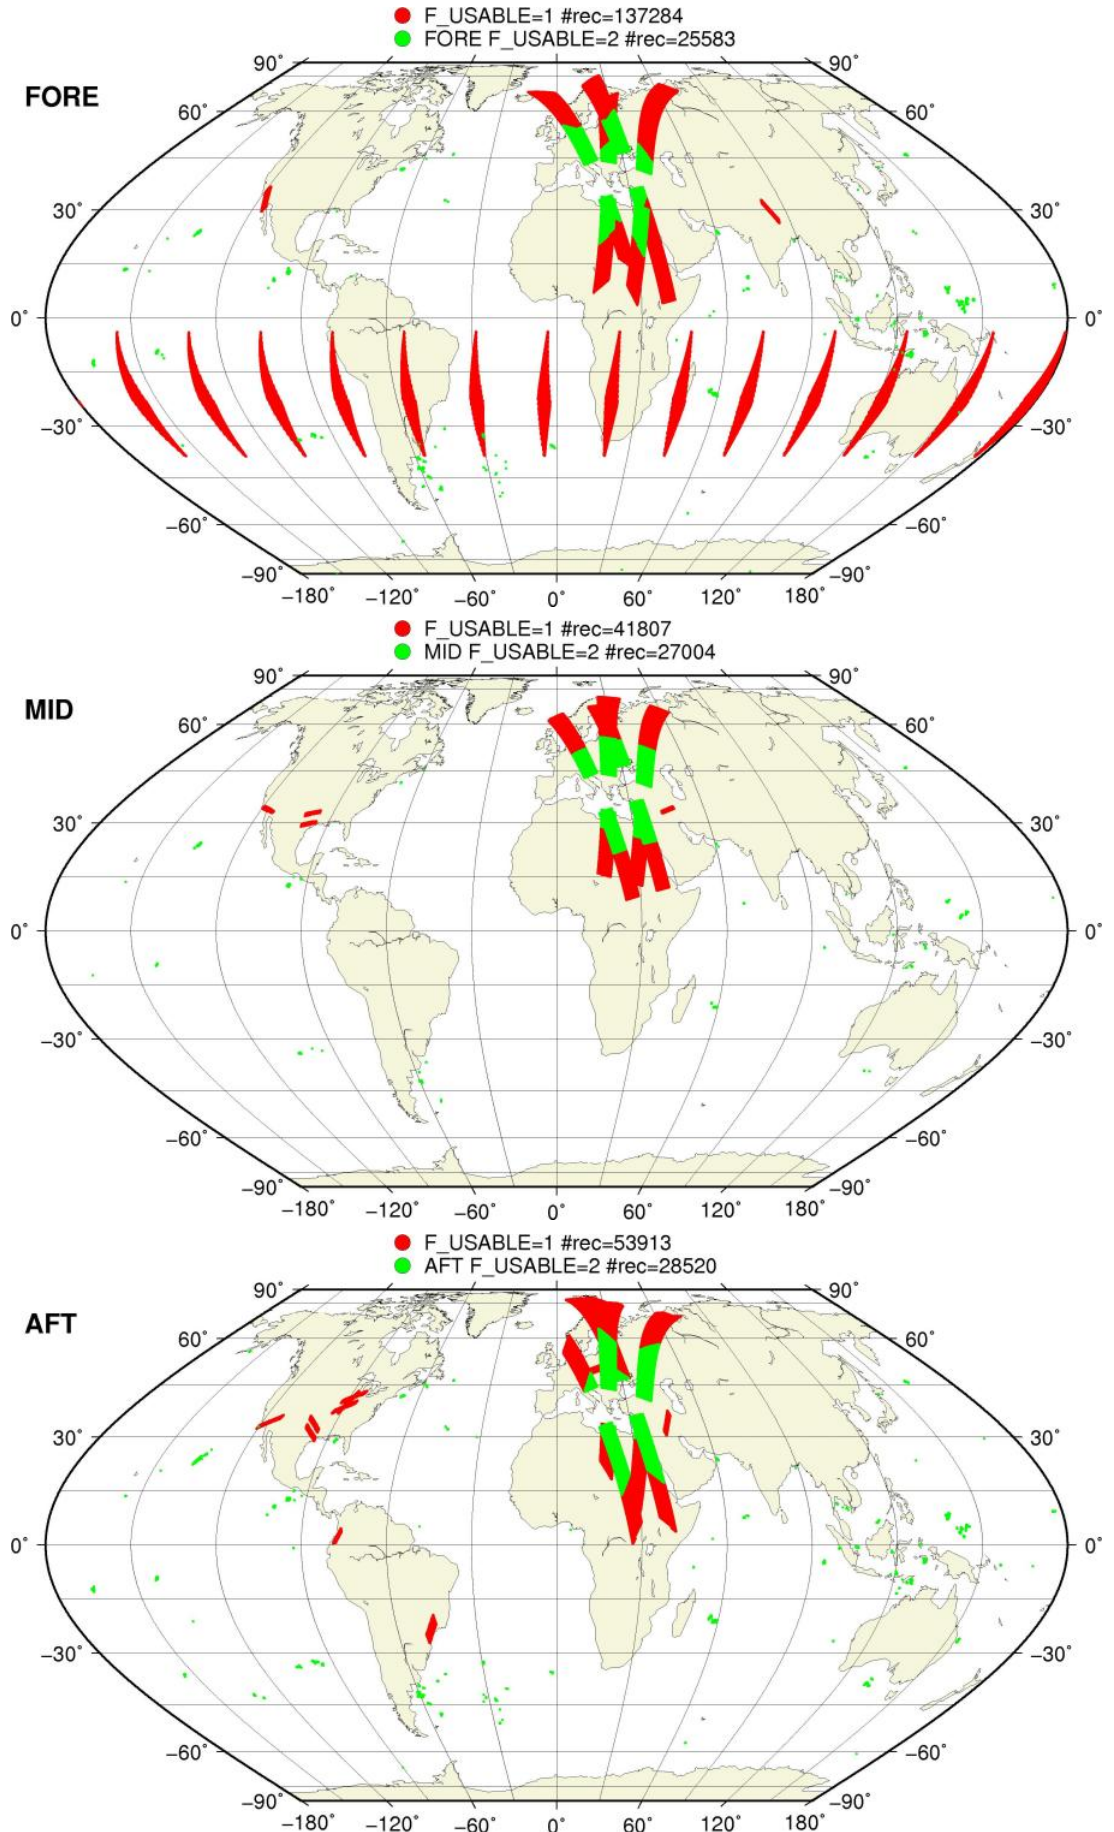 F_USABLE=1 #rec=137284
FORE F_USABLE=2 #rec=25583
FORE
90° 90°
60° 60°
30° 30°
0° 0°
−30° −30°
−60° −60°
−90° −90°
−180° −120° −60° 0° 60° 120° 180°
F_USABLE=1 #rec=41807
MID F_USABLE=2 #rec=27004
MID
90° 90°
60° 60°
30° 30°
0° 0°
−30° −30°
−60° −60°
−90° −90°
−180° −120° −60° 0° 60° 120° 180°
F_USABLE=1 #rec=53913
AFT F_USABLE=2 #rec=28520
AFT
90° 90°
60° 60°
30° 30°
0° 0°
−30° −30°
−60° −60°
−90° −90°
−180° −120° −60° 0° 60° 120° 180°